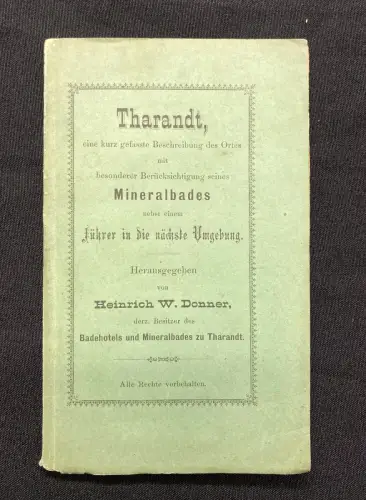 Tharandt,
eine kurz gefasste Beschreibung des Ortes
mit
besonderer Berücksichtigung seines
Mineralbades
nebst einem
Führer in die nächste Umgebung.
Herausgegeben
von
Heinrich W. Donner,
derz. Besitzer des
Badehotels und Mineralbades zu Tharandt.
Alle Rechte vorbehalten.